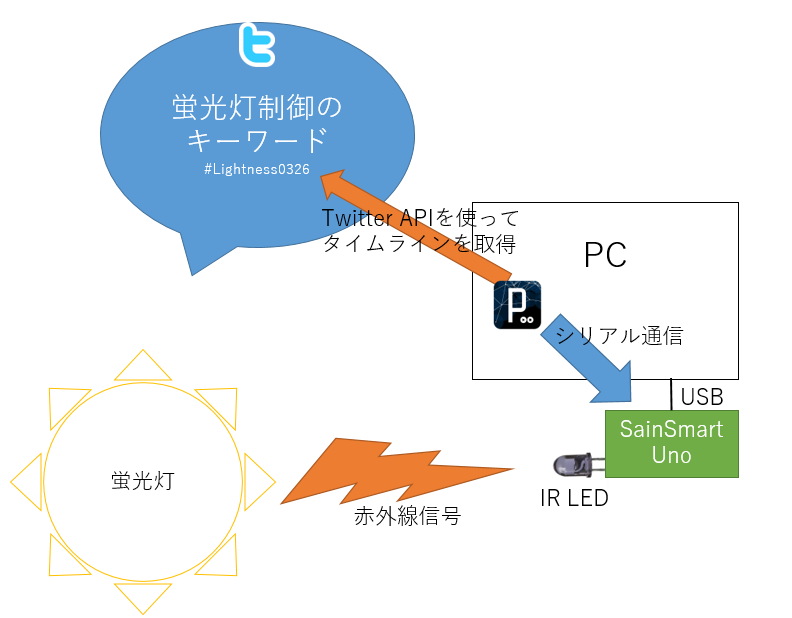 蛍光灯制御の
キーワード
#Lightness0326
Twitter APIを使って
タイムラインを取得
PC
P
シリアル通信
USB
SainSmart
Uno
IR LED
蛍光灯
赤外線信号